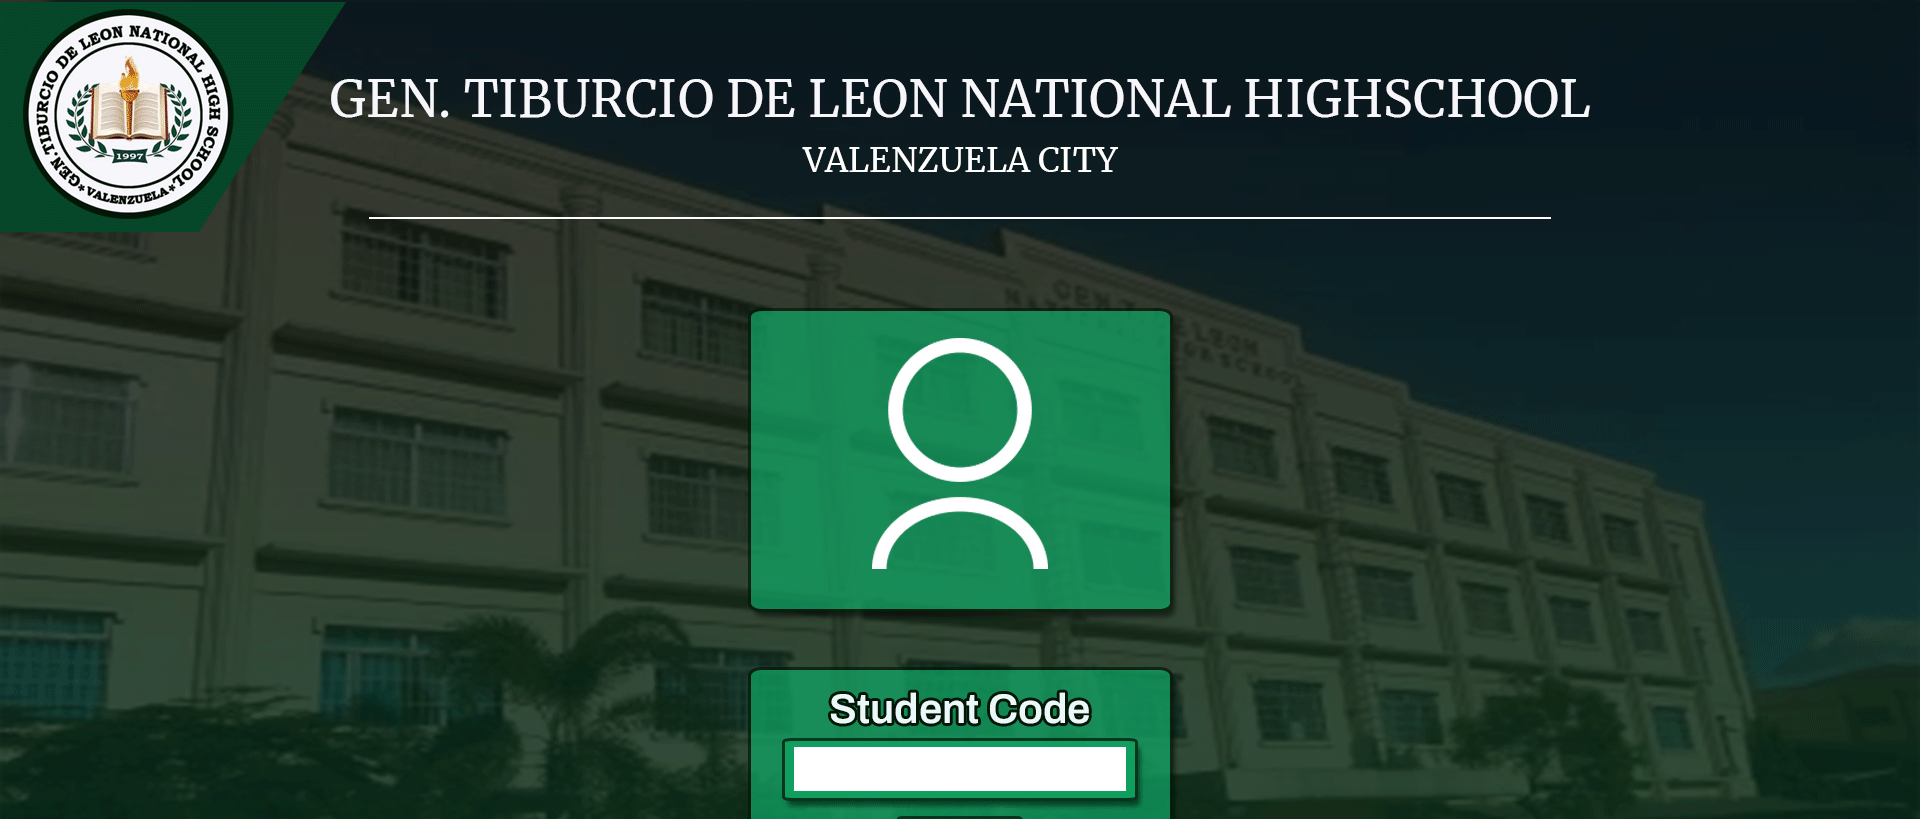 GEN. TIBURCIO DE LEON NATIONAL HIGH SCHOOL
1997
★ VALENZUELA ★
GEN. TIBURCIO DE LEON NATIONAL HIGHSCHOOL
VALENZUELA CITY
LEON
Student Code